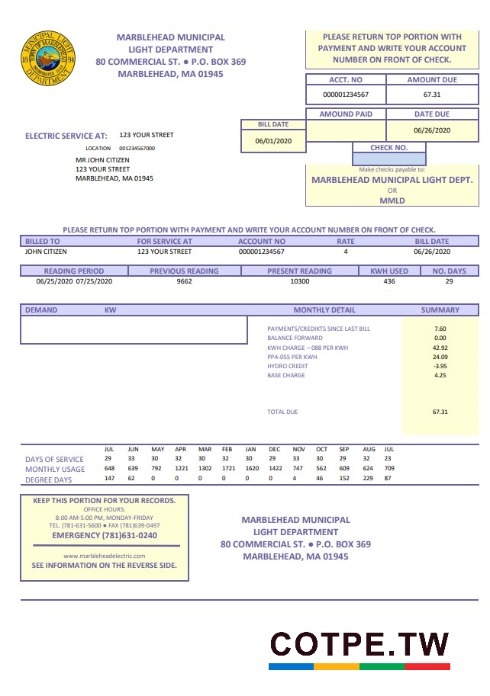 MARBLEHEAD MUNICIPAL
LIGHT DEPARTMENT
80 COMMERCIAL ST. ● P.O. BOX 369
MARBLEHEAD, MA 01945
PLEASE RETURN TOP PORTION WITH
PAYMENT AND WRITE YOUR ACCOUNT
NUMBER ON FRONT OF CHECK.
ACCT. NO AMOUNT DUE
000001234567 67.31
AMOUND PAID DATE DUE
06/26/2020
BILL DATE
06/01/2020
CHECK NO.
Make checks payable to:
MARBLEHEAD MUNICIPAL LIGHT DEPT.
OR
MMLD
ELECTRIC SERVICE AT: 123 YOUR STREET
LOCATION 001234567000
MR JOHN CITIZEN
123 YOUR STREET
MARBLEHEAD, MA 01945
PLEASE RETURN TOP PORTION WITH PAYMENT AND WRITE YOUR ACCOUNT NUMBER ON FRONT OF CHECK.
BILLED TO FOR SERVICE AT ACCOUNT NO RATE BILL DATE
JOHN CITIZEN 123 YOUR STREET 000001234567 4 06/26/2020
READING PERIOD PREVIOUS READING PRESENT READING KWH USED NO. DAYS
06/25/2020 07/25/2020 9662 10300 436 29
DEMAND KW MONTHLY DETAIL SUMMARY
PAYMENTS/CREDIKTS SINCE LAST BILL 7.60
BALANCE FORWARD 0.00
KWH CHARGE – 088 PER KWH 42.92
PPA-055 PER KWH 24.09
HYDRO CREDIT -3.95
BASE CHARGE 4.25
TOTAL DUE 67.31
JUL JUN MAY APR MAR FEB JAN DEC NOV OCT SEP AUG JUL
DAYS OF SERVICE 29 33 30 32 30 32 30 29 33 30 29 32 23
MONTHLY USAGE 648 639 792 1221 1302 1721 1620 1422 747 562 609 624 709
DEGREE DAYS 147 62 0 0 0 0 0 0 4 46 152 229 87
KEEP THIS PORTION FOR YOUR RECORDS.
OFFICE HOURS:
8:00 AM-5:00 PM, MONDAY-FRIDAY
TEL. (781-631-5600 ● FAX (781)639-0497
EMERGENCY (781)631-0240
www.marbleheadelectric.com
SEE INFORMATION ON THE REVERSE SIDE.
MARBLEHEAD MUNICIPAL
LIGHT DEPARTMENT
80 COMMERCIAL ST. ● P.O. BOX 369
MARBLEHEAD, MA 01945
COTPE.TW